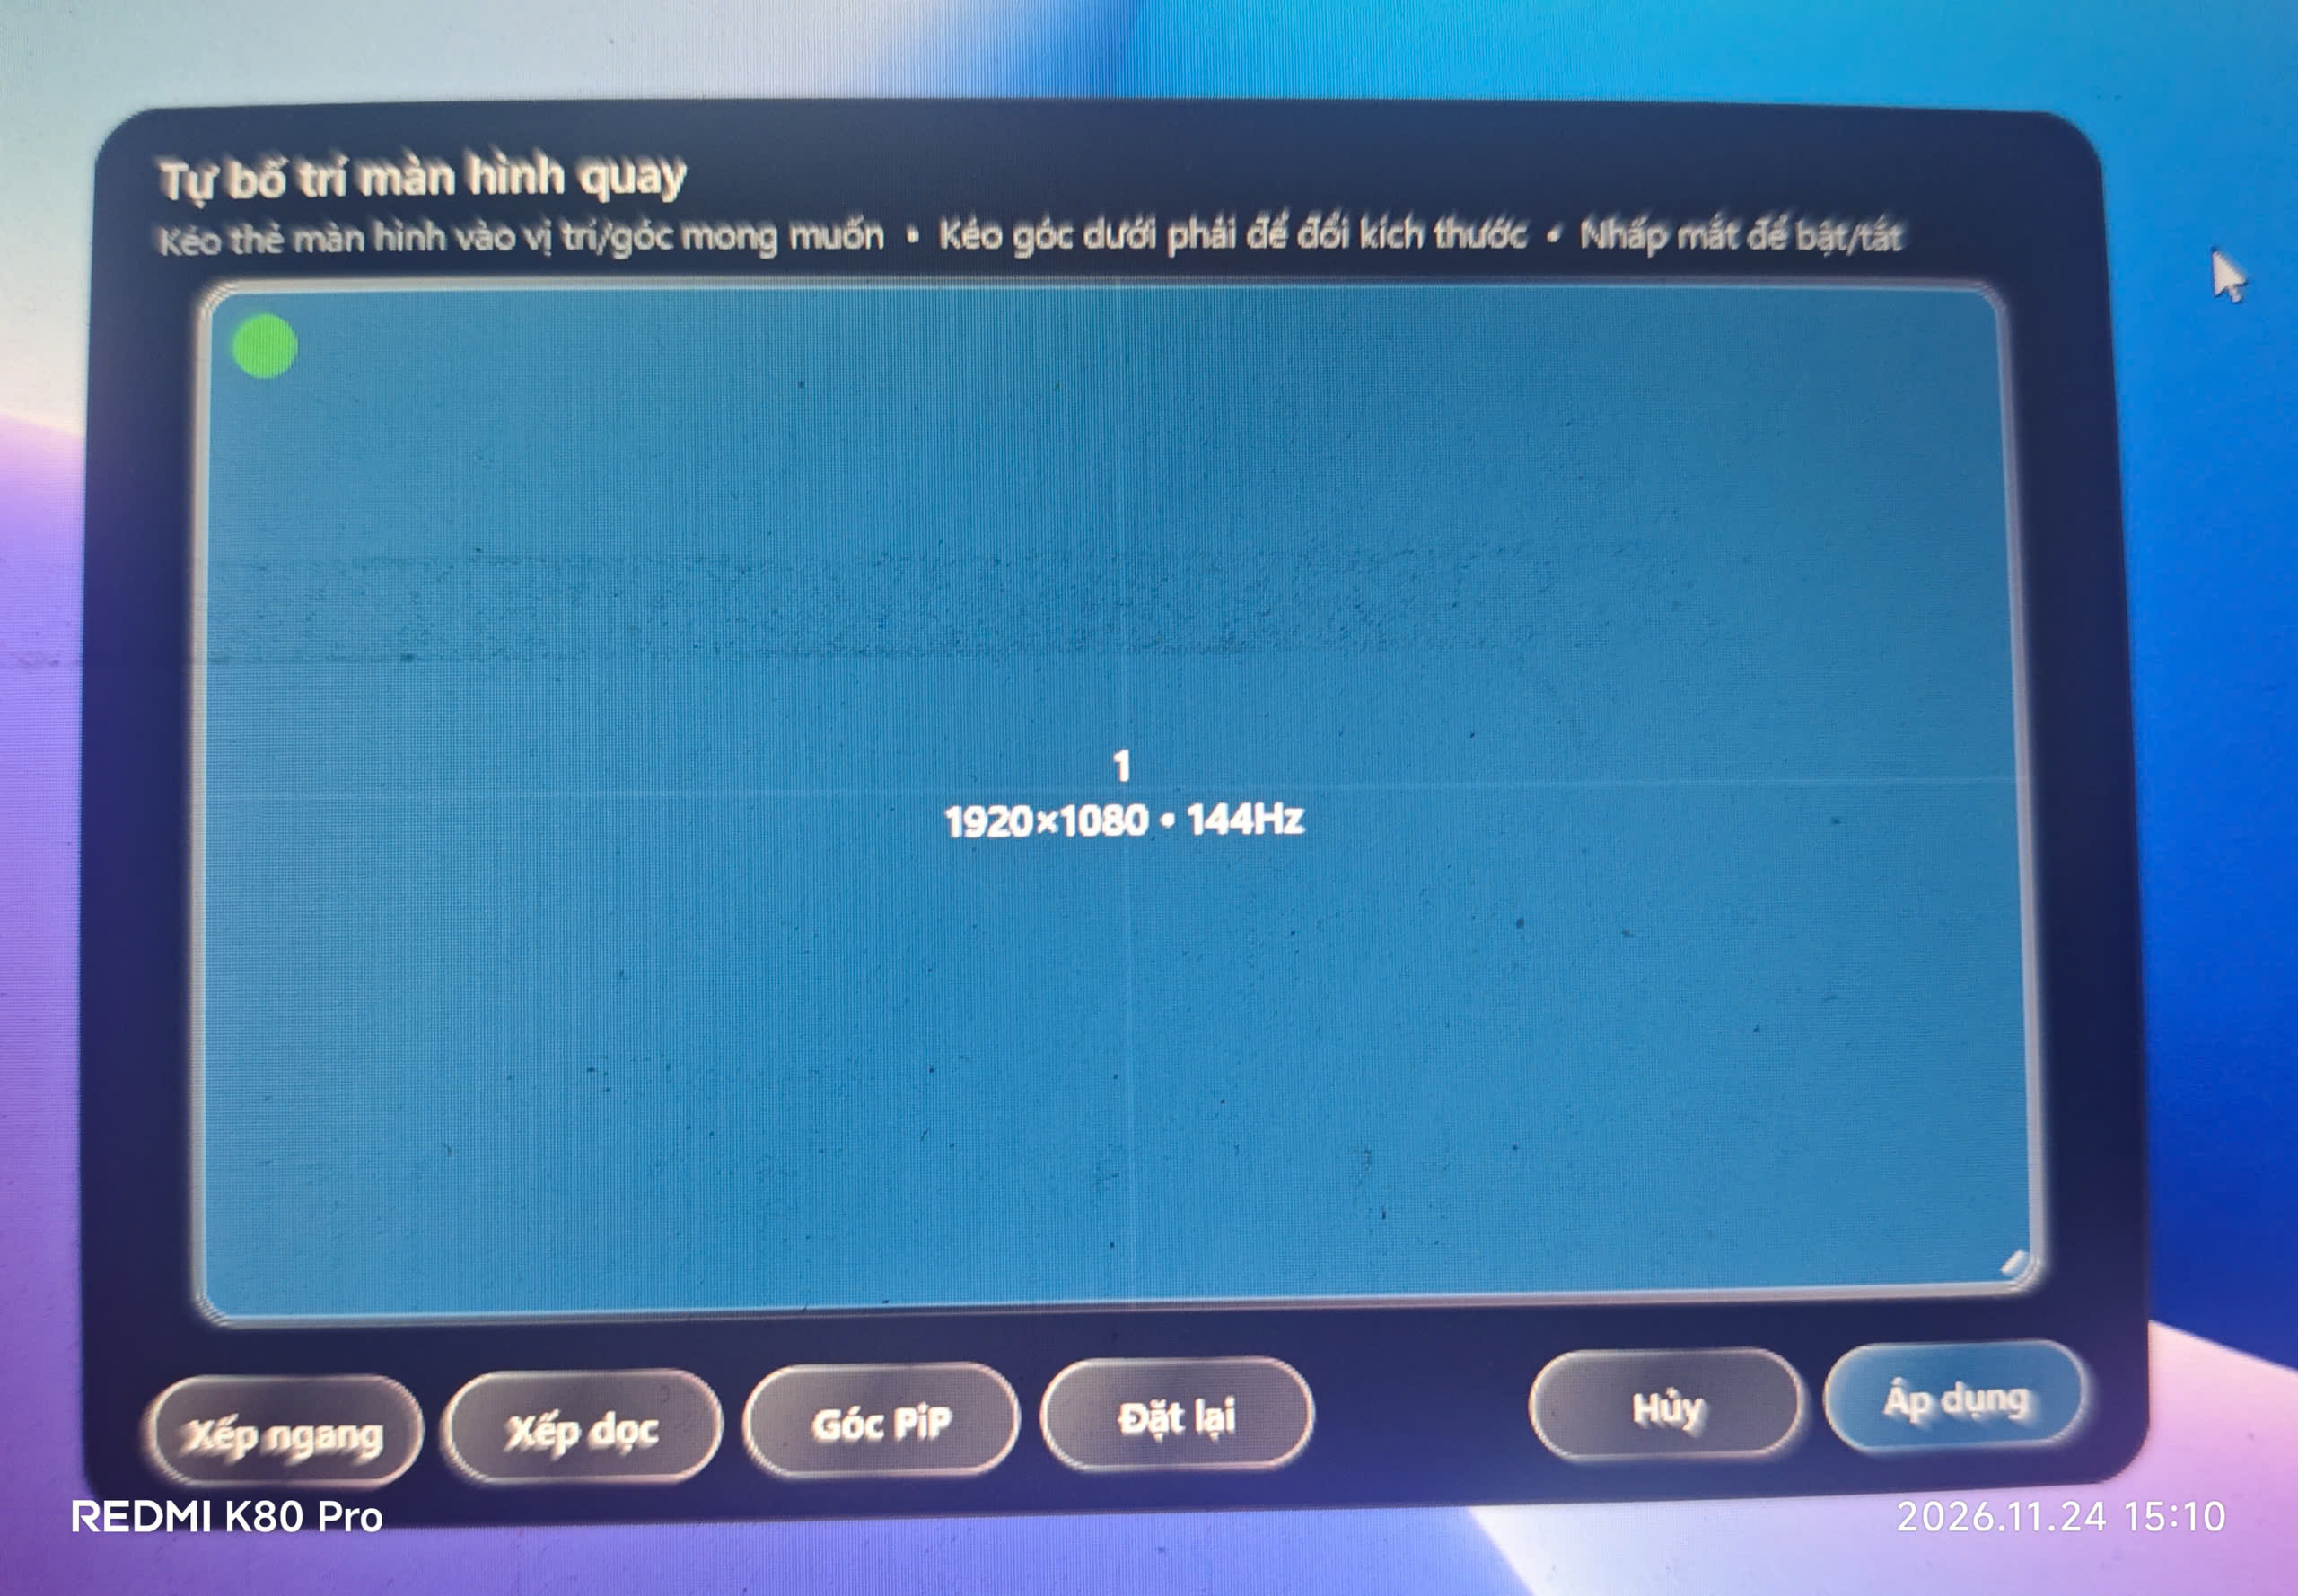 Tự bố trí màn hình quay
Kéo thẻ màn hình vào vị trí/góc mong muốn • Kéo góc dưới phải để đổi kích thước • Nhấp mắt để bật/tắt
1
1920×1080 • 144Hz
Xếp ngang
Xếp dọc
Góc PiP
Đặt lại
Hủy
Áp dụng
REDMI K80 Pro
2026.11.24 15:10